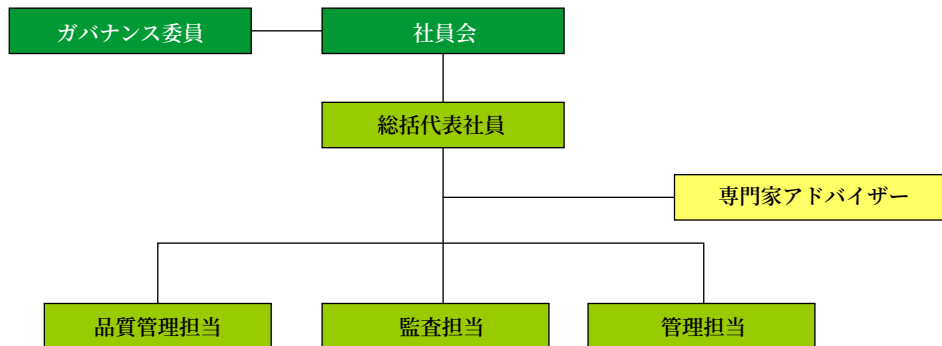 ガバナンス委員
社員会
総括代表社員
専門家アドバイザー
品質管理担当
監査担当
管理担当